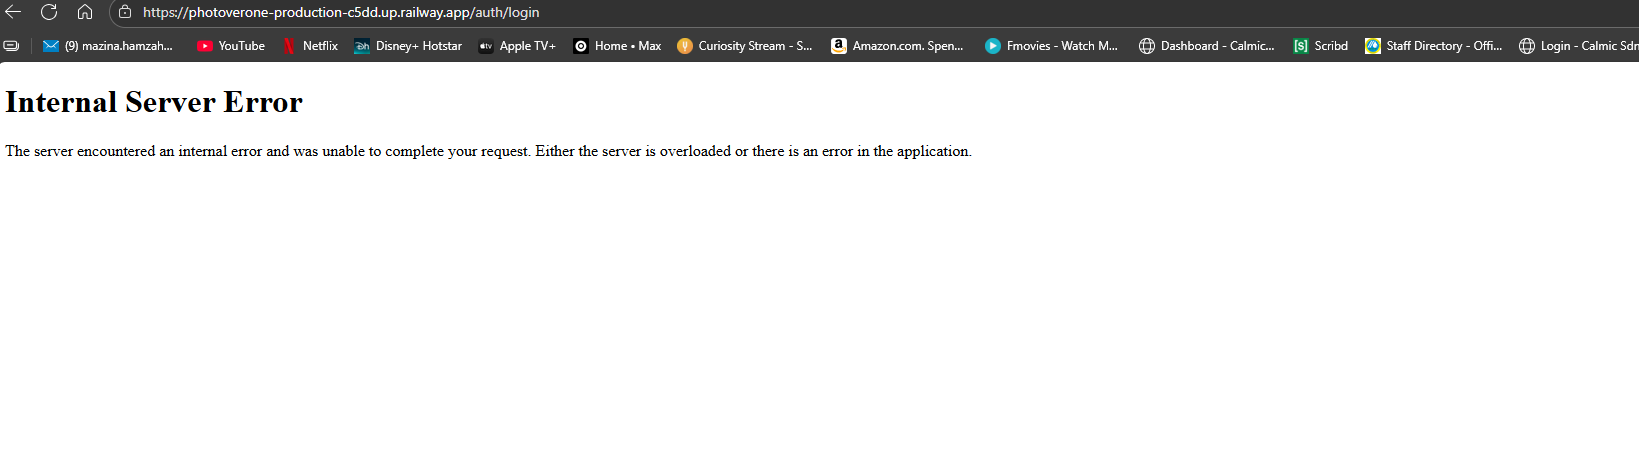 https://photoverone-production-c5dd.up.railway.app/auth/login
(9) mazina.hamzah... YouTube Netflix Disney+ Hotstar Apple TV+ Home • Max Curiosity Stream - S... Amazon.com. Spen... Fmovies - Watch M... Dashboard - Calmic... Scribd Staff Directory - Offi... Login - Calmic Sdn
Internal Server Error
The server encountered an internal error and was unable to complete your request. Either the server is overloaded or there is an error in the application.